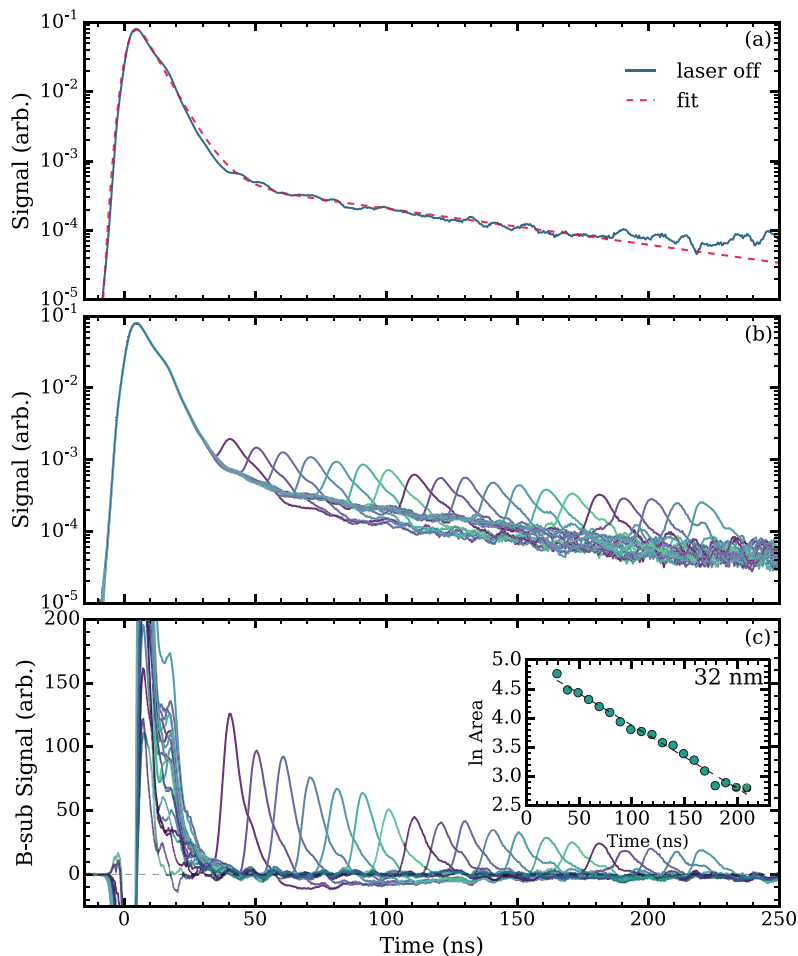 (a)
laser off
fit
Signal (arb.)
10⁻¹
10⁻²
10⁻³
10⁻⁴
10⁻⁵
(b)
Signal (arb.)
10⁻¹
10⁻²
10⁻³
10⁻⁴
10⁻⁵
(c)
B-sub Signal (arb.)
200
150
100
50
0
32 nm
ln Area
5.0
4.5
4.0
3.5
3.0
2.5
0 50 100 150 200
Time (ns)
0 50 100 150 200 250
Time (ns)